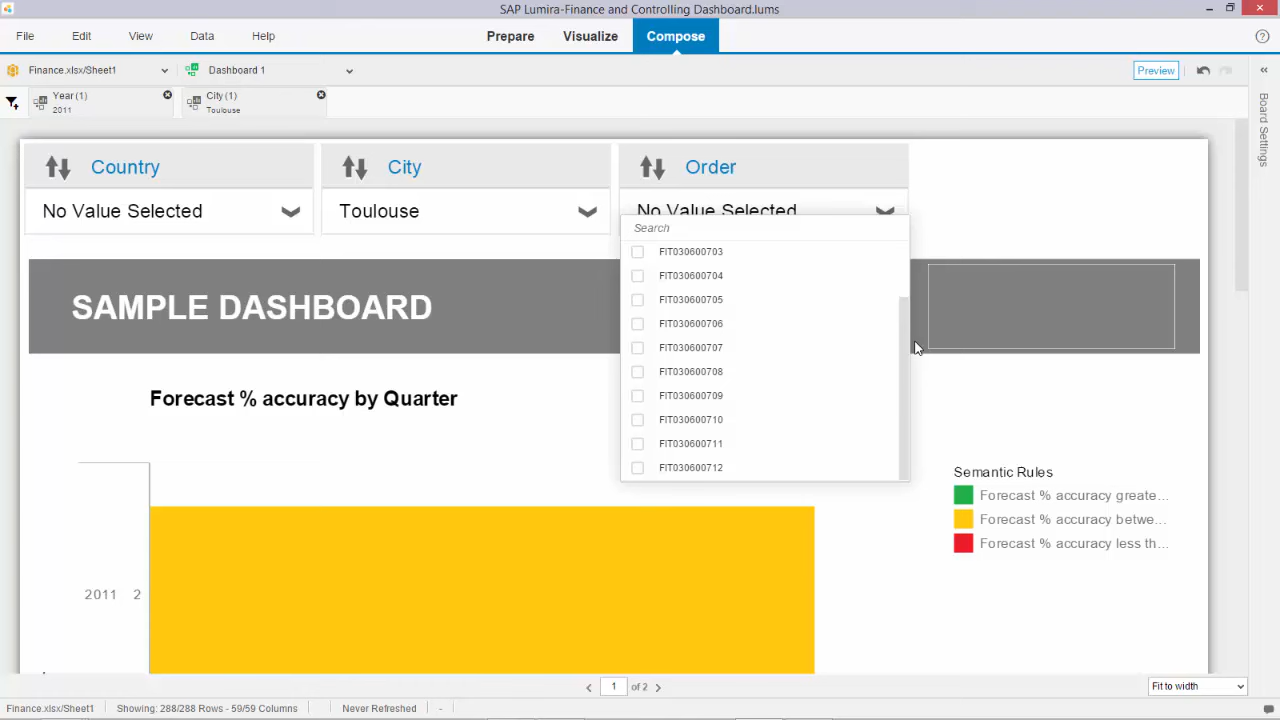 SAP Lumira-Finance and Controlling Dashboard.lums
File Edit View Data Help Prepare Visualize Compose
Finance.xlsx/Sheet1 Dashboard 1 Preview
Year (1) City (1)
2011 Toulouse
Board Settings
Country City Order
No Value Selected Toulouse No Value Selected
Search
FIT030600703
FIT030600704
FIT030600705
FIT030600706
FIT030600707
FIT030600708
FIT030600709
FIT030600710
FIT030600711
FIT030600712
SAMPLE DASHBOARD
Forecast % accuracy by Quarter
Semantic Rules
Forecast % accuracy greate...
Forecast % accuracy betwe...
Forecast % accuracy less th...
2011 2
1 of 2 Fit to width
Finance.xlsx/Sheet1 Showing: 288/288 Rows - 59/59 Columns Never Refreshed -